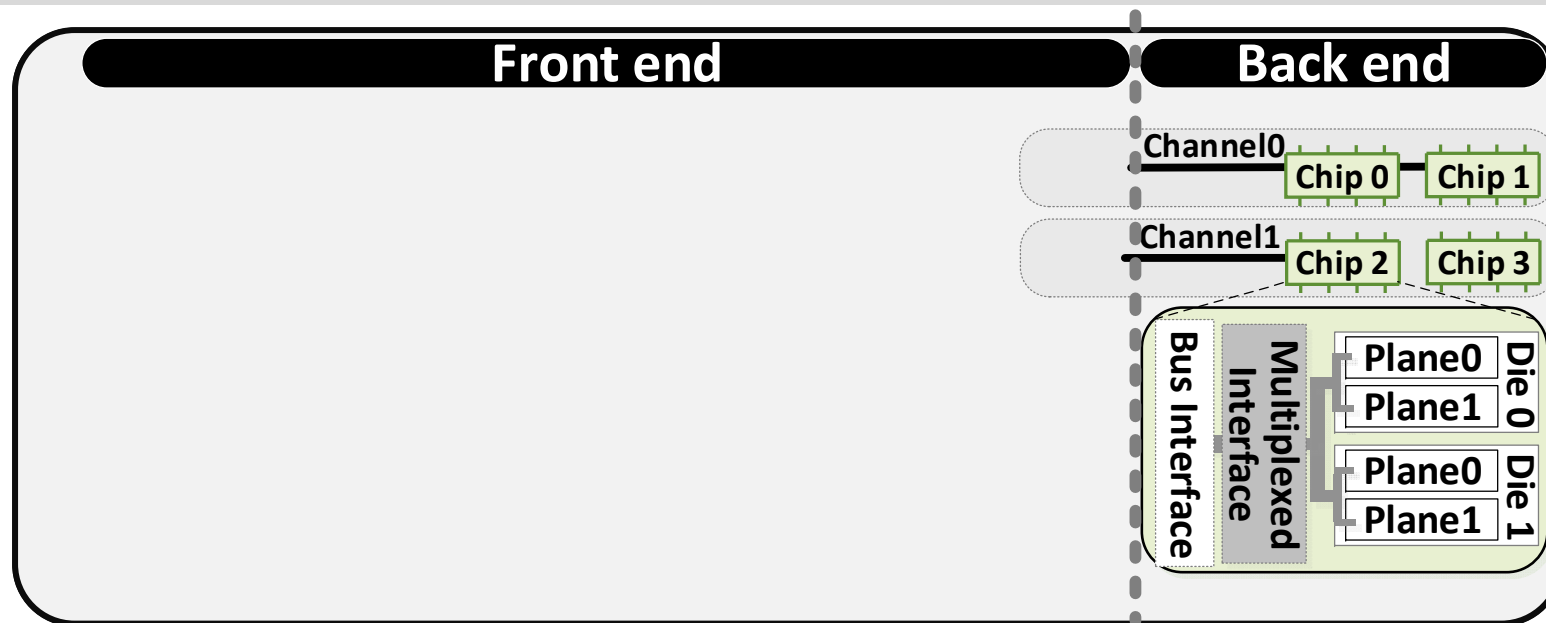 Front end
Back end
Channel0
Chip 0
Chip 1
Channel1
Chip 2
Chip 3
Bus Interface
Multiplexed
Interface
Plane0
Plane1
Die 0
Plane0
Plane1
Die 1